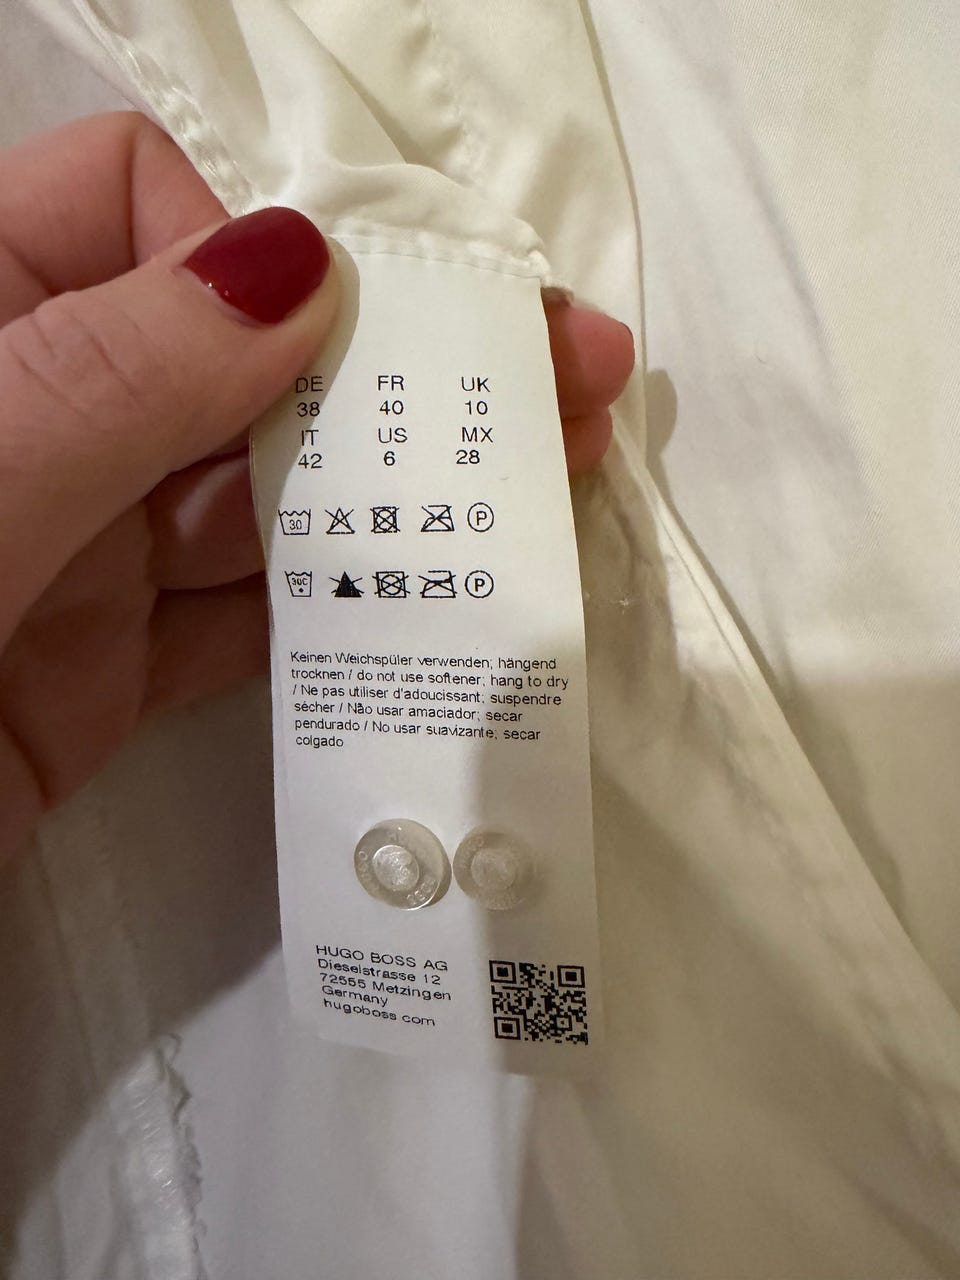 DE FR UK
38 40 10
IT US MX
42 6 28
30 P
30C P
Keinen Weichspüler verwenden; hängend
trocknen / do not use softener; hang to dry
/ Ne pas utiliser d'adoucissant; suspendre
sécher / Não usar amaciador; secar
pendurado / No usar suavizante; secar
colgado
HUGO BOSS AG
Dieselstrasse 12
72555 Metzingen
Germany
hugoboss.com